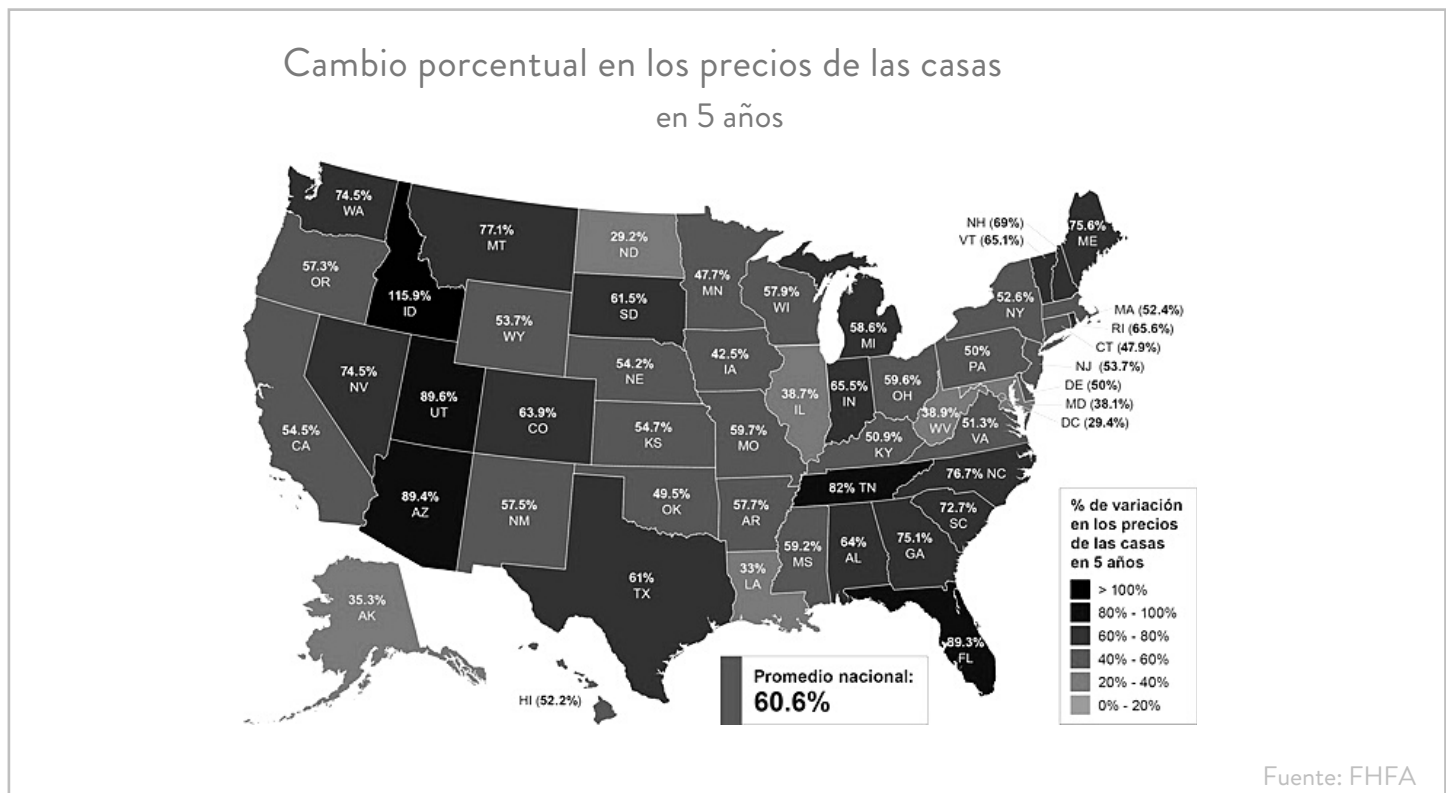 Cambio porcentual en los precios de las casas
en 5 años
74.5%
WA
57.3%
OR
54.5%
CA
74.5%
NV
115.9%
ID
77.1%
MT
53.7%
WY
89.6%
UT
63.9%
CO
89.4%
AZ
57.5%
NM
29.2%
ND
61.5%
SD
54.2%
NE
54.7%
KS
49.5%
OK
61%
TX
47.7%
MN
42.5%
IA
59.7%
MO
57.7%
AR
33%
LA
57.9%
WI
38.7%
IL
58.6%
MI
65.5%
IN
59.6%
OH
50.9%
KY
82% TN
59.2%
MS
64%
AL
75.1%
GA
89.3%
FL
72.7%
SC
76.7% NC
51.3%
VA
38.9%
WV
50%
PA
52.6%
NY
75.6%
ME
NH (69%)
VT (65.1%)
MA (52.4%)
RI (65.6%)
CT (47.9%)
NJ (53.7%)
DE (50%)
MD (38.1%)
DC (29.4%)
35.3%
AK
HI (52.2%)
Promedio nacional:
60.6%
% de variación
en los precios
de las casas
en 5 años
> 100%
80% - 100%
60% - 80%
40% - 60%
20% - 40%
0% - 20%
Fuente: FHFA